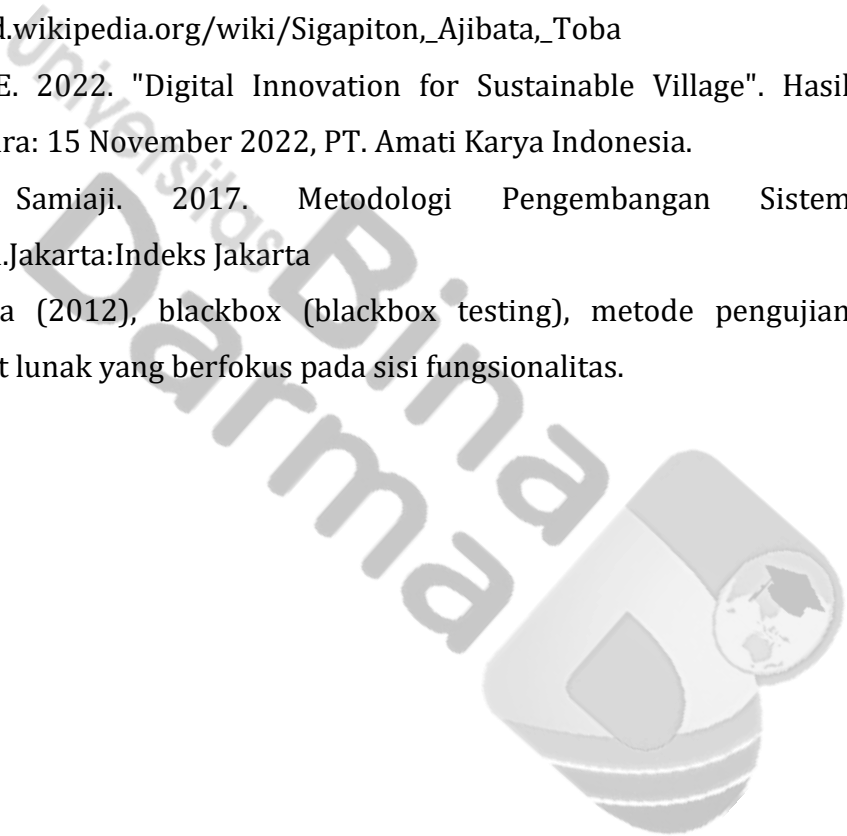 d.wikipedia.org/wiki/Sigapiton,_Ajibata,_Toba
E. 2022. "Digital Innovation for Sustainable Village". Hasil
ara: 15 November 2022, PT. Amati Karya Indonesia.
Samiaji. 2017. Metodologi Pengembangan Sistem
.Jakarta:Indeks Jakarta
a (2012), blackbox (blackbox testing), metode pengujian
t lunak yang berfokus pada sisi fungsionalitas.
Universitas
Bina
Darma